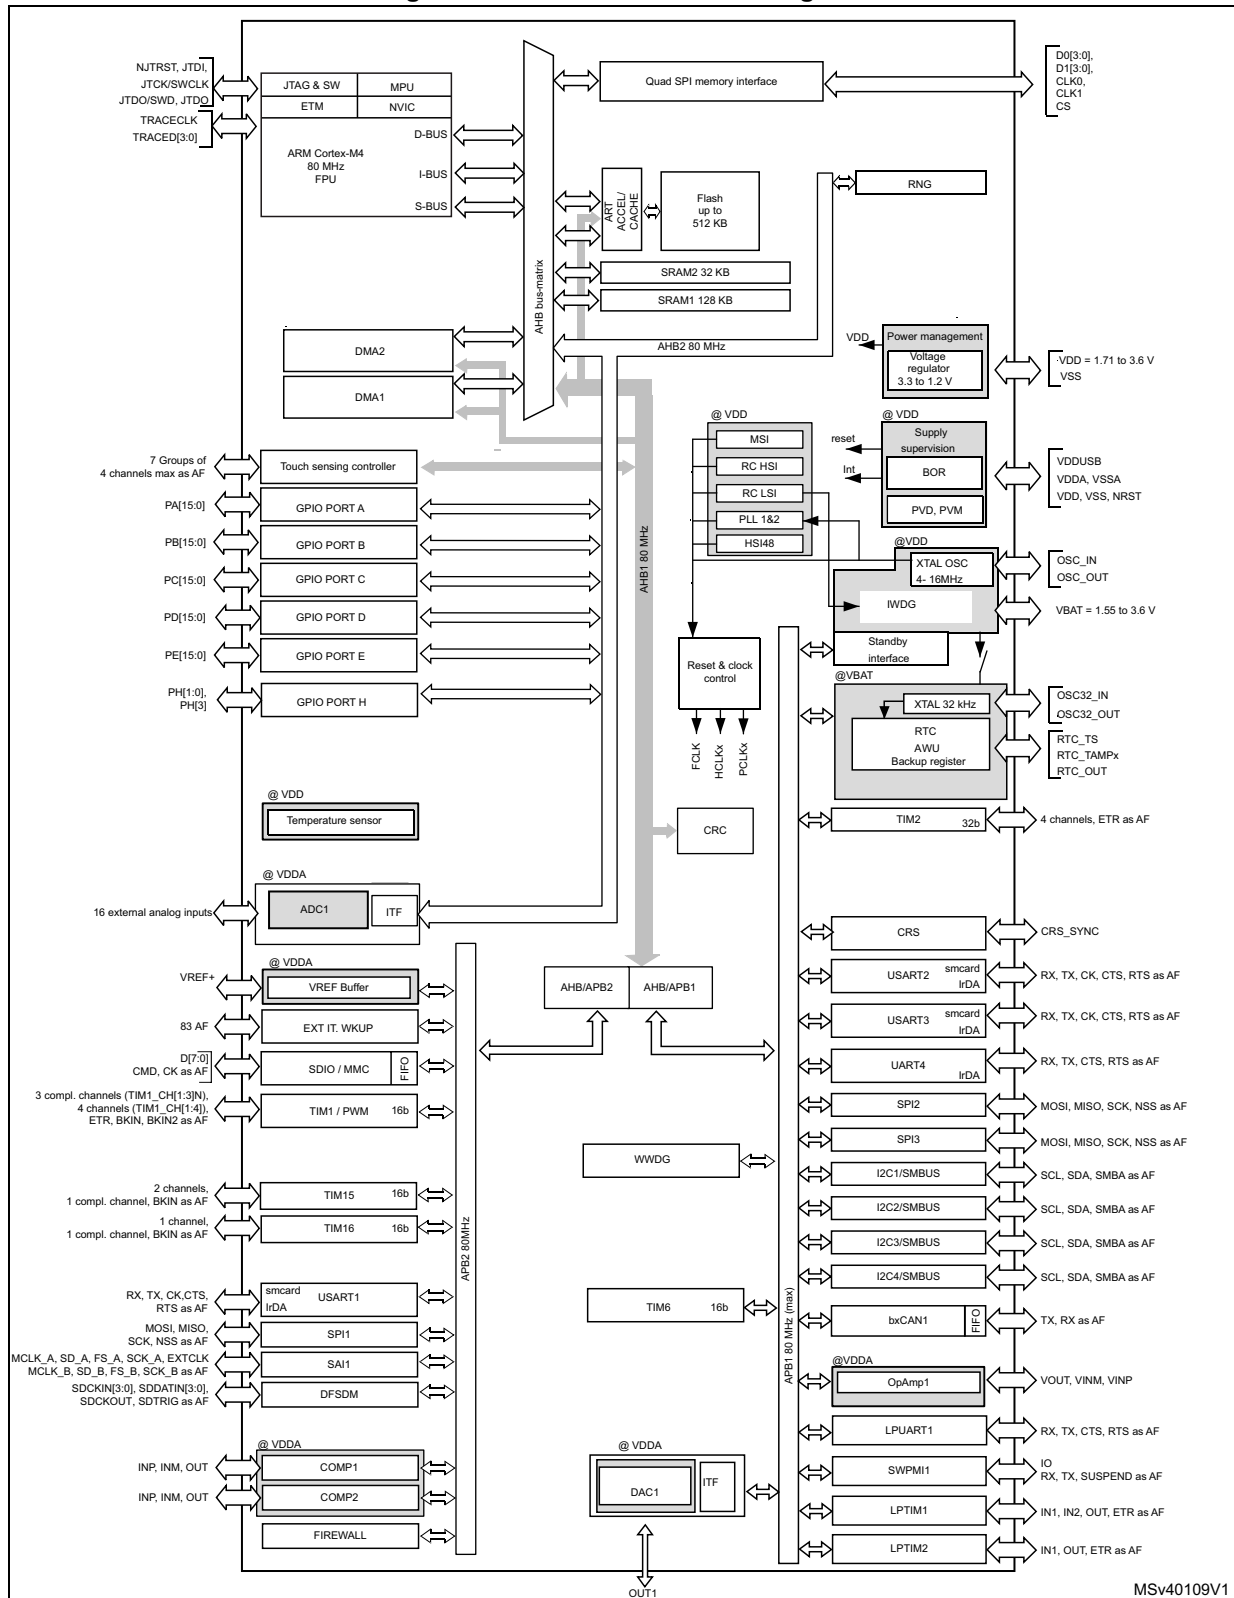 NJTRST, JTDI,
JTCK/SWCLK
JTDO/SWD, JTDO
TRACECLK
TRACED[3:0]
JTAG & SW
MPU
ETM
NVIC
ARM Cortex-M4
80 MHz
FPU
D-BUS
I-BUS
S-BUS
AHB bus-matrix
Quad SPI memory interface
D0[3:0],
D1[3:0],
CLK0,
CLK1
CS
ART
ACCEL/
CACHE
Flash
up to
512 KB
RNG
SRAM2 32 KB
SRAM1 128 KB
AHB2 80 MHz
DMA2
DMA1
VDD
Power management
Voltage
regulator
3.3 to 1.2 V
VDD = 1.71 to 3.6 V
VSS
@ VDD
MSI
RC HSI
RC LSI
PLL 1&2
HSI48
@ VDD
reset
Int
Supply
supervision
BOR
PVD, PVM
VDDUSB
VDDA, VSSA
VDD, VSS, NRST
7 Groups of
4 channels max as AF
Touch sensing controller
PA[15:0]
GPIO PORT A
PB[15:0]
GPIO PORT B
PC[15:0]
GPIO PORT C
PD[15:0]
GPIO PORT D
PE[15:0]
GPIO PORT E
PH[1:0],
PH[3]
GPIO PORT H
AHB1 80 MHz
@VDD
XTAL OSC
4- 16MHz
IWDG
OSC_IN
OSC_OUT
VBAT = 1.55 to 3.6 V
Standby
interface
Reset & clock
control
FCLK
HCLKx
PCLKx
@VBAT
XTAL 32 kHz
RTC
AWU
Backup register
OSC32_IN
OSC32_OUT
RTC_TS
RTC_TAMPx
RTC_OUT
@ VDD
Temperature sensor
CRC
TIM2
32b
4 channels, ETR as AF
@ VDDA
16 external analog inputs
ADC1
ITF
CRS
CRS_SYNC
@ VDDA
VREF+
VREF Buffer
AHB/APB2
AHB/APB1
USART2
smcard
IrDA
RX, TX, CK, CTS, RTS as AF
83 AF
EXT IT. WKUP
USART3
smcard
IrDA
RX, TX, CK, CTS, RTS as AF
D[7:0]
CMD, CK as AF
SDIO / MMC
FIFO
UART4
IrDA
RX, TX, CTS, RTS as AF
3 compl. channels (TIM1_CH[1:3]N),
4 channels (TIM1_CH[1:4]),
ETR, BKIN, BKIN2 as AF
TIM1 / PWM
16b
SPI2
MOSI, MISO, SCK, NSS as AF
SPI3
MOSI, MISO, SCK, NSS as AF
WWDG
I2C1/SMBUS
SCL, SDA, SMBA as AF
2 channels,
1 compl. channel, BKIN as AF
TIM15
16b
I2C2/SMBUS
SCL, SDA, SMBA as AF
1 channel,
1 compl. channel, BKIN as AF
TIM16
16b
I2C3/SMBUS
SCL, SDA, SMBA as AF
APB2 80MHz
I2C4/SMBUS
SCL, SDA, SMBA as AF
RX, TX, CK,CTS,
RTS as AF
smcard
IrDA
USART1
TIM6
16b
bxCAN1
FIFO
TX, RX as AF
APB1 80 MHz (max)
MOSI, MISO,
SCK, NSS as AF
SPI1
MCLK_A, SD_A, FS_A, SCK_A, EXTCLK
MCLK_B, SD_B, FS_B, SCK_B as AF
SAI1
@VDDA
OpAmp1
VOUT, VINM, VINP
SDCKIN[3:0], SDDATIN[3:0],
SDCKOUT, SDTRIG as AF
DFSDM
LPUART1
RX, TX, CTS, RTS as AF
@ VDDA
INP, INM, OUT
COMP1
@ VDDA
DAC1
ITF
SWPMI1
IO
RX, TX, SUSPEND as AF
INP, INM, OUT
COMP2
LPTIM1
IN1, IN2, OUT, ETR as AF
FIREWALL
LPTIM2
IN1, OUT, ETR as AF
OUT1
MSv40109V1